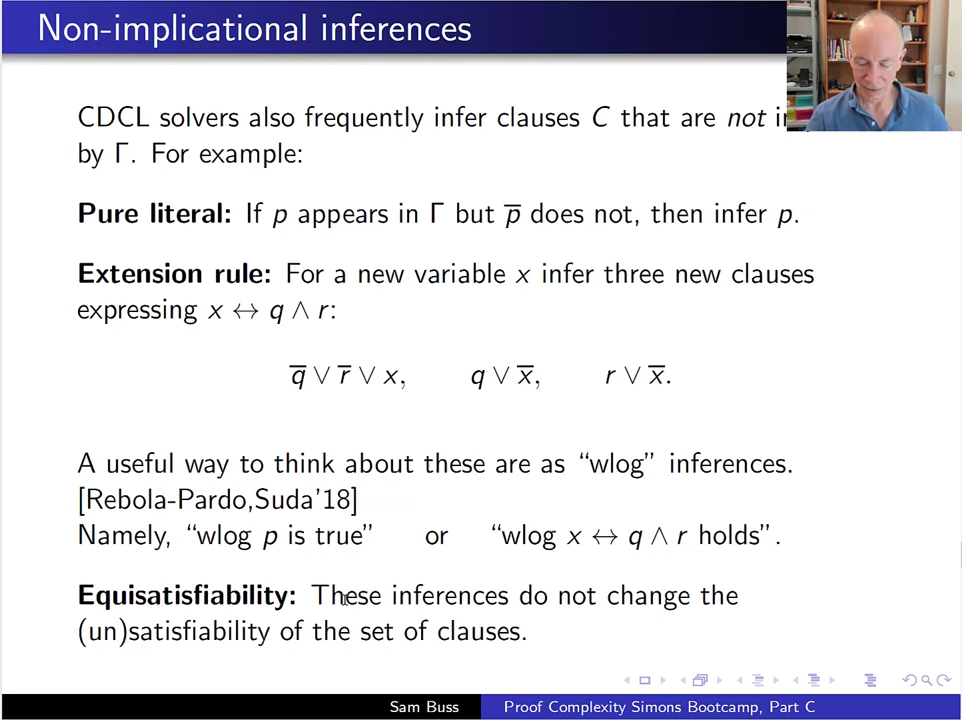 Non-implicational inferences
CDCL solvers also frequently infer clauses C that are not
by Γ. For example:
Pure literal: If p appears in Γ but p̅ does not, then infer p.
Extension rule: For a new variable x infer three new clauses
expressing x ↔ q ∧ r:
q̅ ∨ r̅ ∨ x, q ∨ x̅, r ∨ x̅.
A useful way to think about these are as “wlog” inferences.
[Rebola-Pardo,Suda’18]
Namely, “wlog p is true” or “wlog x ↔ q ∧ r holds”.
Equisatisfiability: These inferences do not change the
(un)satisfiability of the set of clauses.
Sam Buss Proof Complexity Simons Bootcamp, Part C